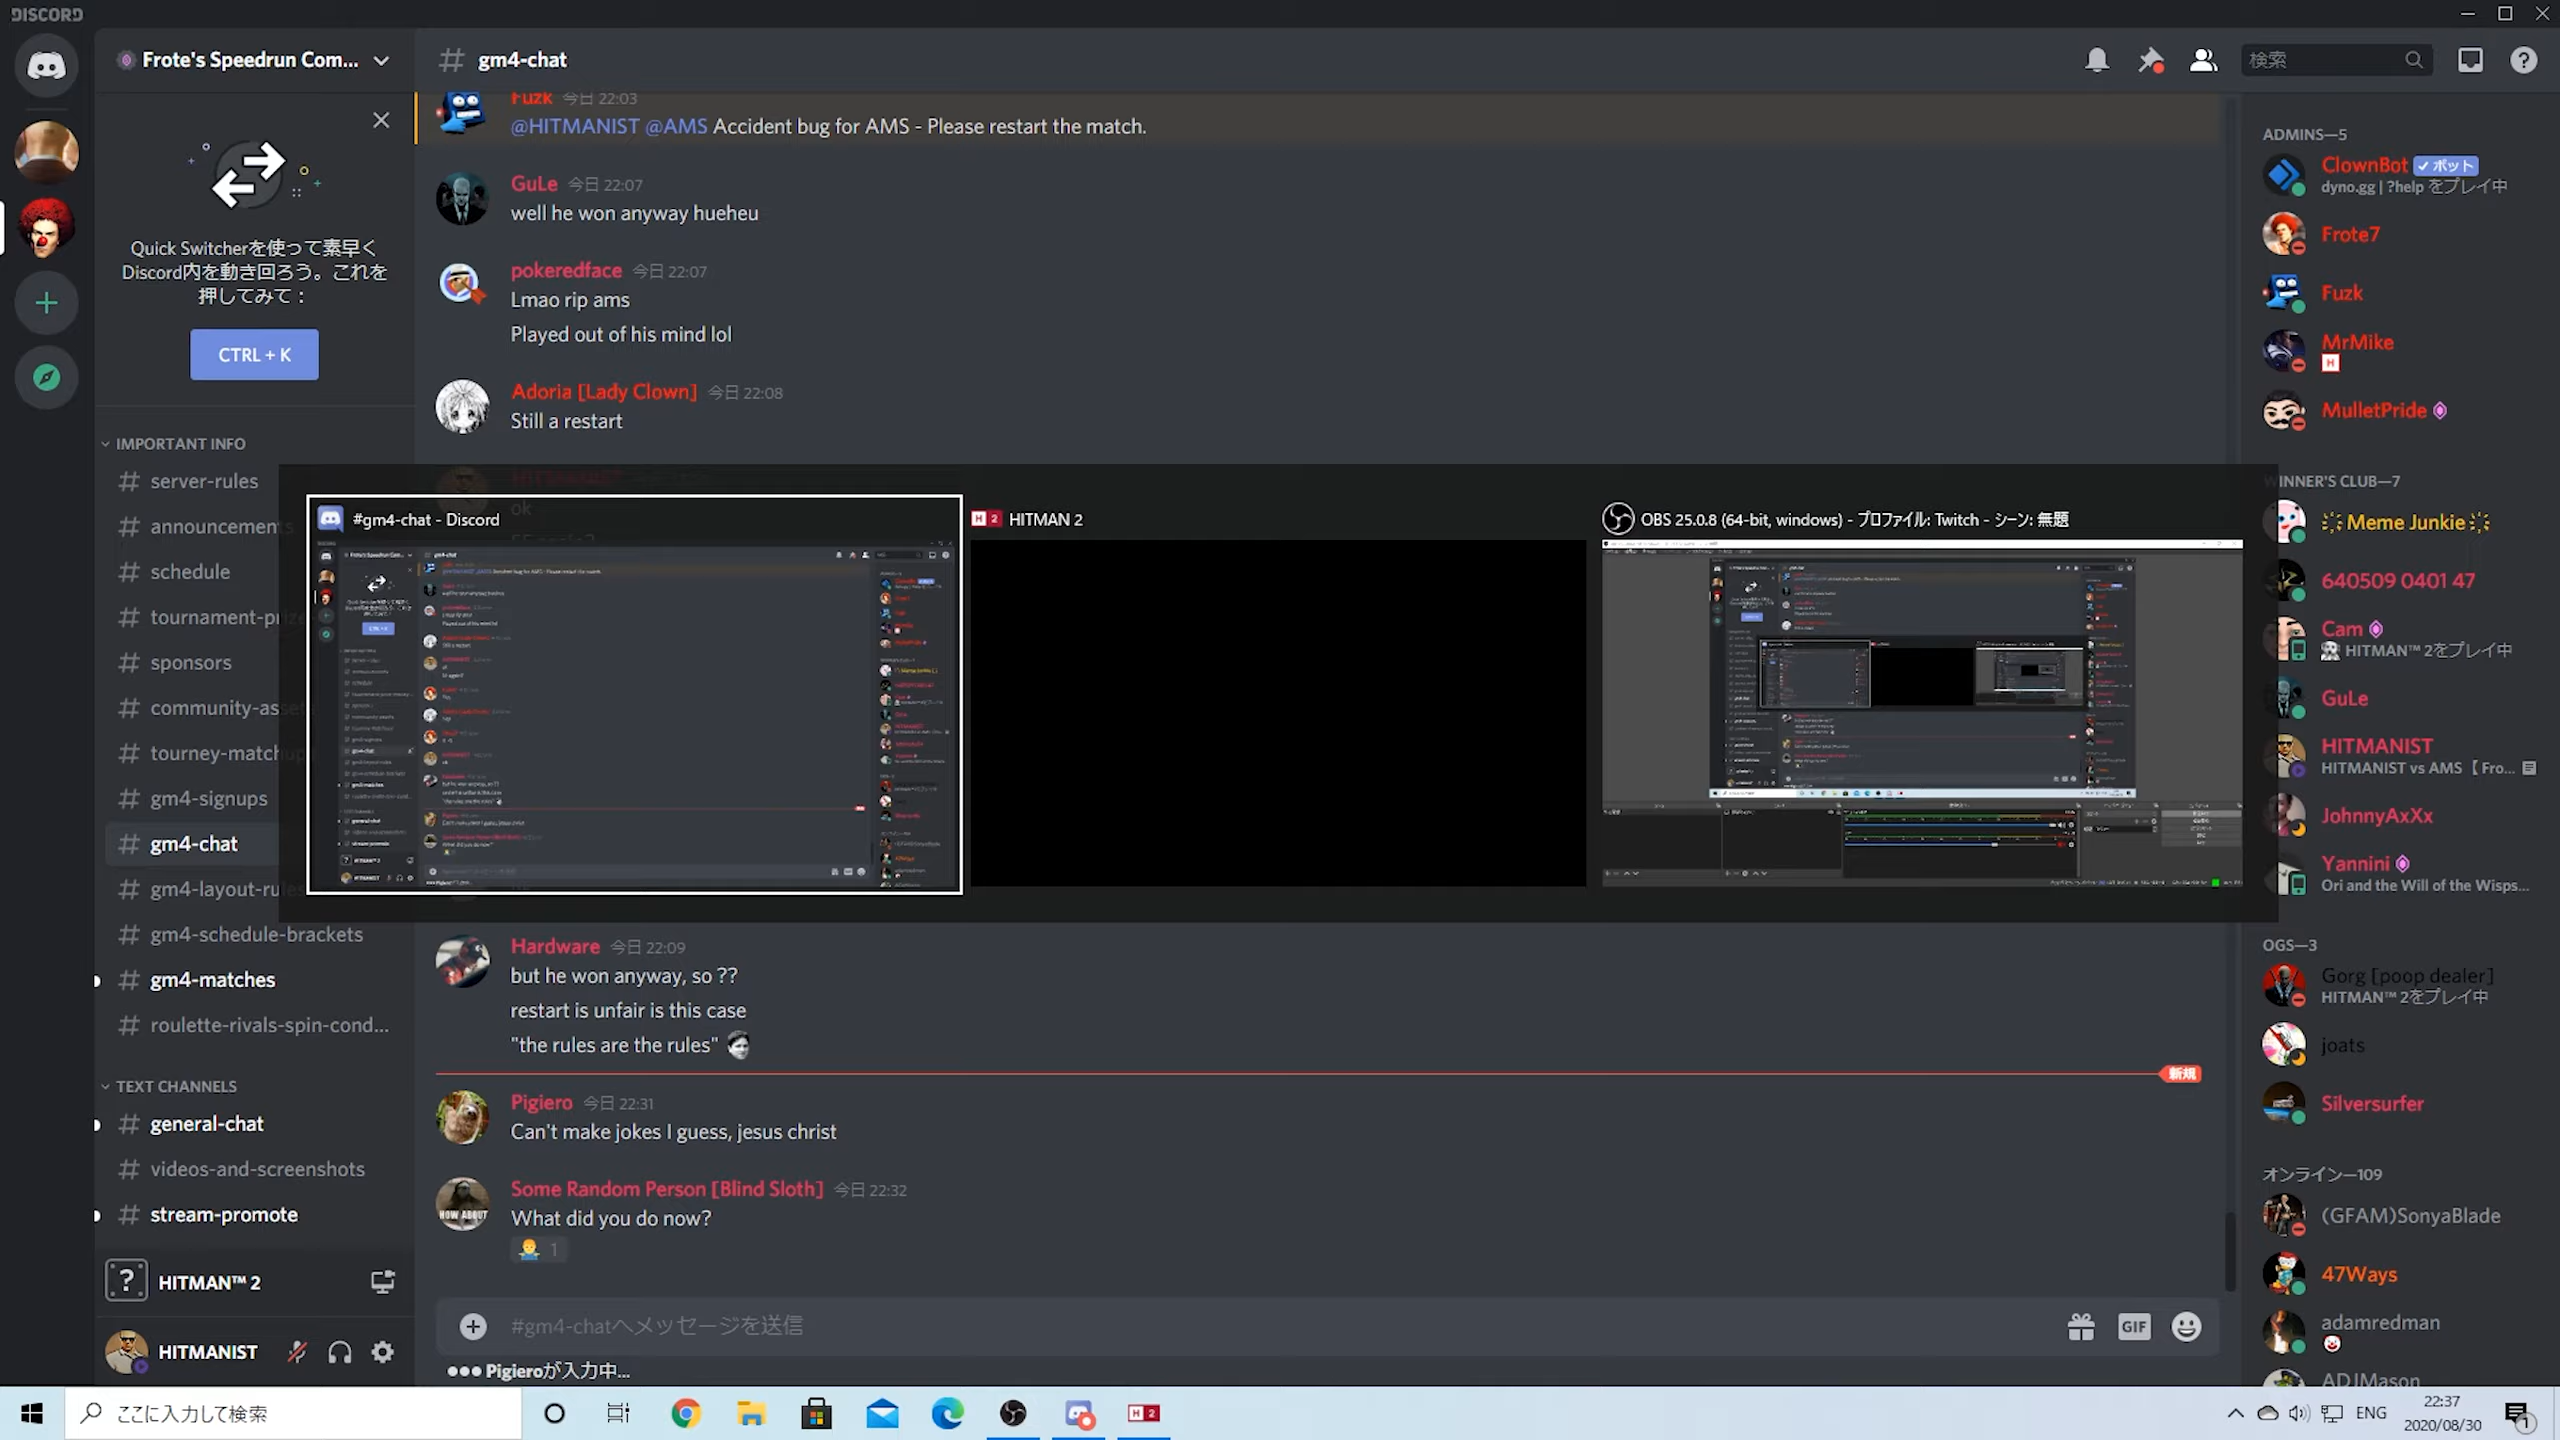 DISCORD
Frote's Speedrun Com...
Quick Switcherを使って素早く
Discord内を動き回ろう。これを
押してみて：
CTRL + K
IMPORTANT INFO
server-rules
announcements
schedule
tournament-prize
sponsors
community-asse
tourney-matchups
gm4-signups
gm4-chat
gm4-layout-rules
gm4-schedule-brackets
gm4-matches
roulette-rivals-spin-cond...
TEXT CHANNELS
general-chat
videos-and-screenshots
stream-promote
HITMAN™ 2
HITMANIST
# gm4-chat
検索
Fuzk 今日 22:03
@HITMANIST @AMS Accident bug for AMS - Please restart the match.
GuLe 今日 22:07
well he won anyway hueheu
pokeredface 今日 22:07
Lmao rip ams
Played out of his mind lol
Adoria [Lady Clown] 今日 22:08
Still a restart
ok
#gm4-chat - Discord
H 2 HITMAN 2
OBS 25.0.8 (64-bit, windows) - プロファイル: Twitch - シーン: 無題
Hardware 今日 22:09
but he won anyway, so ??
restart is unfair is this case
"the rules are the rules"
新規
Pigiero 今日 22:31
Can't make jokes I guess, jesus christ
Some Random Person [Blind Sloth] 今日 22:32
HOW ABOUT
What did you do now?
1
#gm4-chatへメッセージを送信
GIF
Pigieroが入力中...
ADMINS—5
ClownBot ✓ ボット
dyno.gg | ?help をプレイ中
Frote7
Fuzk
MrMike
H
MulletPride
WINNER'S CLUB—7
Meme Junkie
640509 0401 47
Cam
HITMAN™ 2をプレイ中
GuLe
HITMANIST
HITMANIST vs AMS【 Fro...
JohnnyAxXx
Yannini
Ori and the Will of the Wisps...
OGS—3
Gorg [poop dealer]
HITMAN™ 2をプレイ中
joats
Silversurfer
オンライン—109
(GFAM)SonyaBlade
47Ways
adamredman
ADJMason
ここに入力して検索
H 2
ENG
22:37
2020/08/30
1